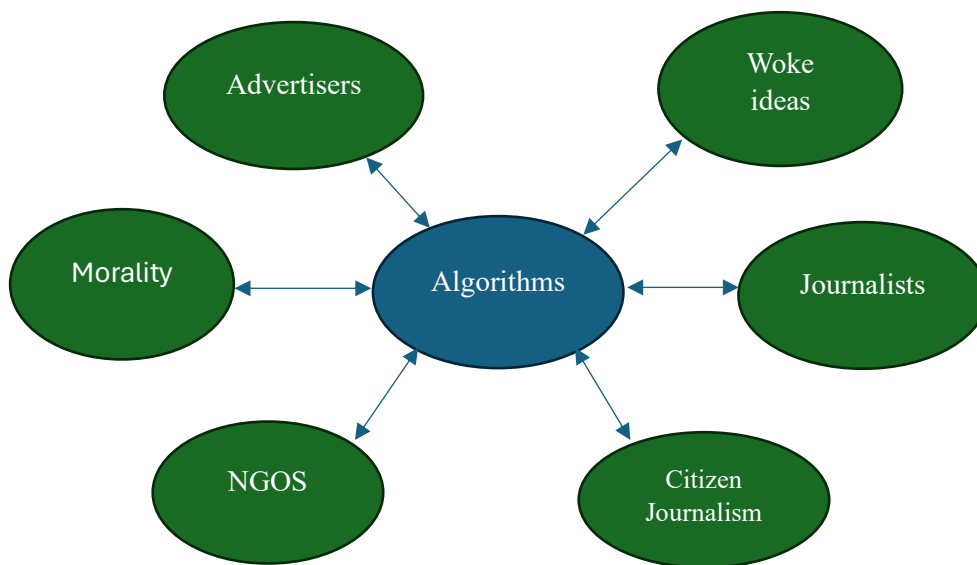 Advertisers
Woke
ideas
Morality
Algorithms
Journalists
NGOS
Citizen
Journalism